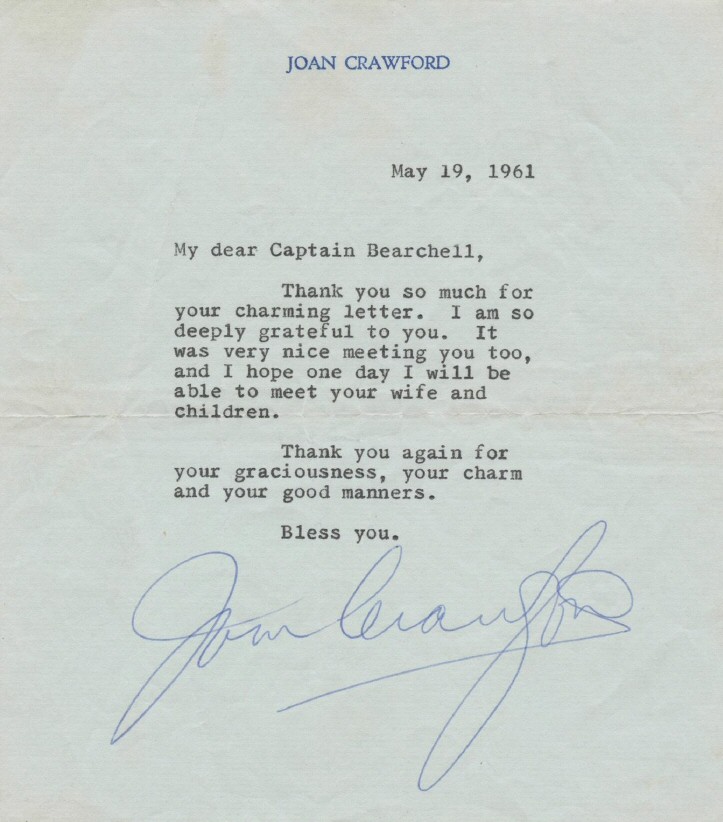 JOAN CRAWFORD
May 19, 1961
My dear Captain Bearchell,
Thank you so much for
your charming letter. I am so
deeply grateful to you. It
was very nice meeting you too,
and I hope one day I will be
able to meet your wife and
children.
Thank you again for
your graciousness, your charm
and your good manners.
Bless you.
Joan Crawford